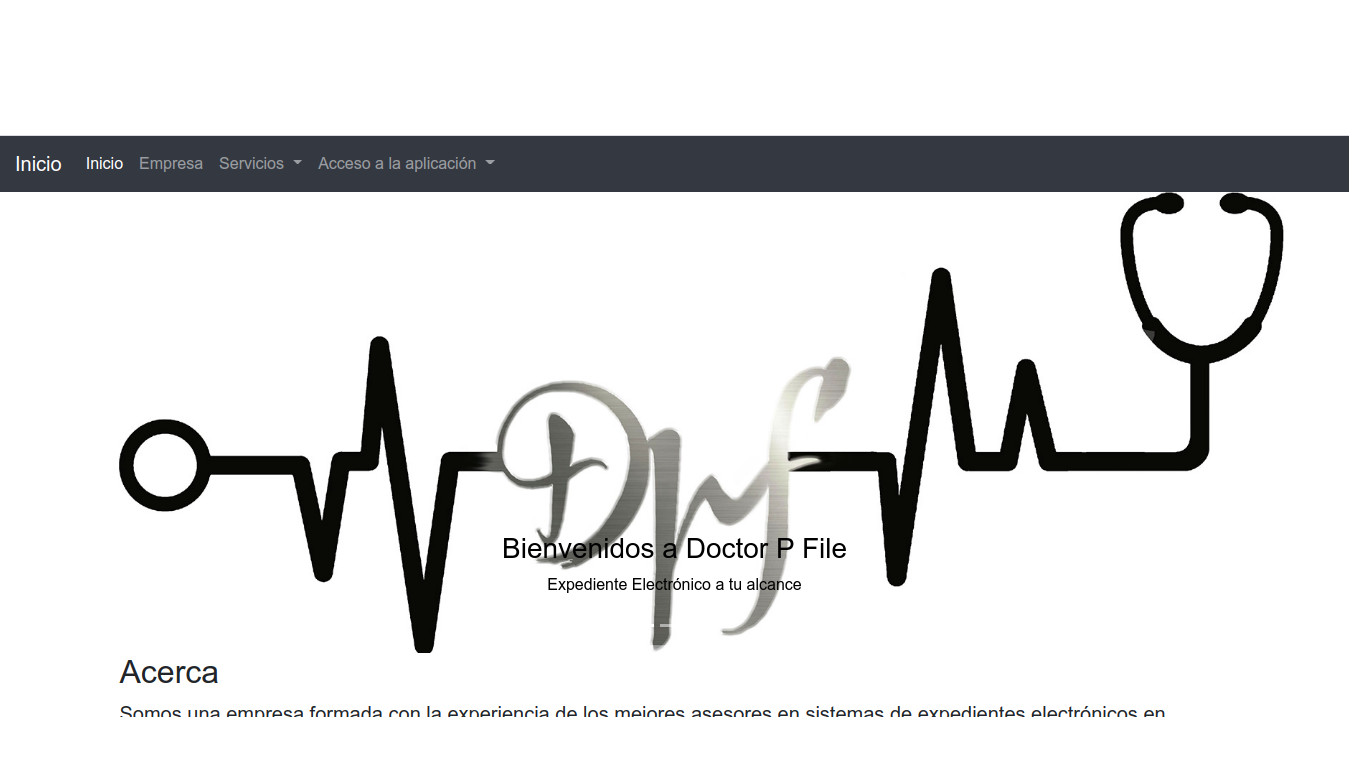 Inicio Inicio Empresa Servicios Acceso a la aplicación
Dpf
Bienvenidos a Doctor P File
Expediente Electrónico a tu alcance
Acerca
Somos una empresa formada con la experiencia de los mejores asesores en sistemas de expedientes electrónicos en